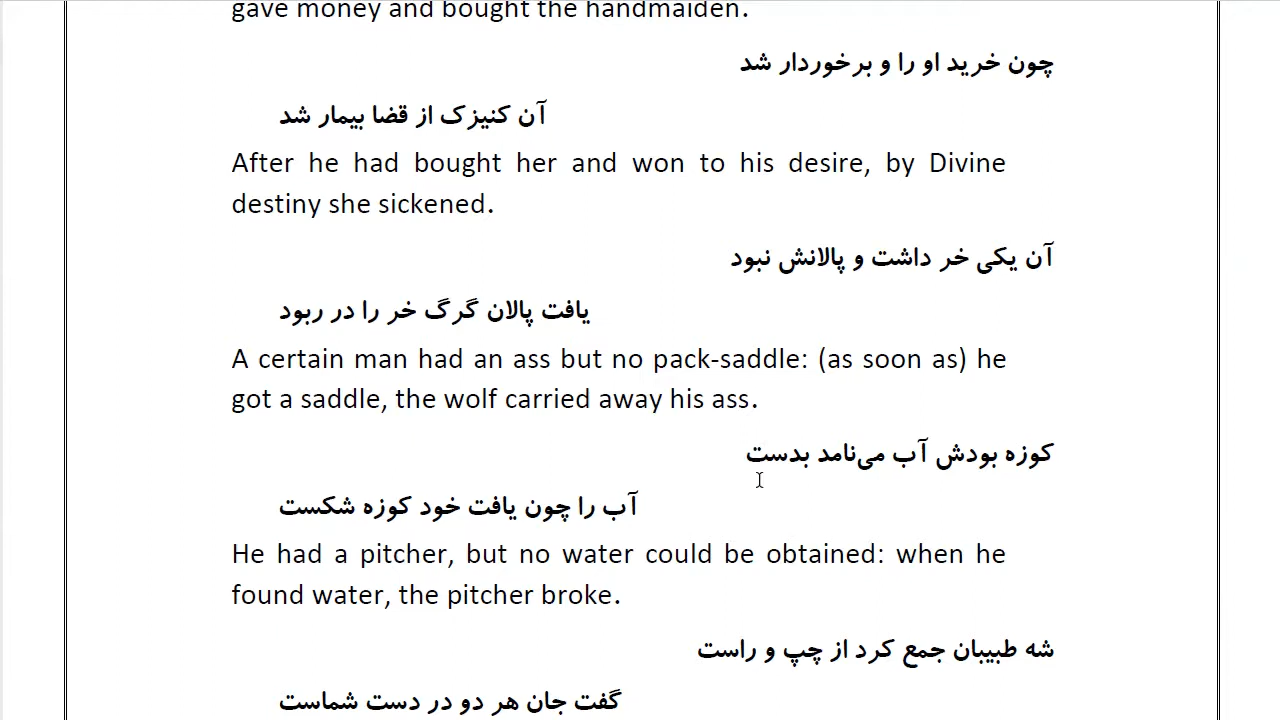 gave money and bought the handmaiden.
چون خرید او را و برخوردار شد
آن کنیزک از قضا بیمار شد
After he had bought her and won to his desire, by Divine
destiny she sickened.
آن یکی خر داشت و پالانش نبود
یافت پالان گرگ خر را در ربود
A certain man had an ass but no pack-saddle: (as soon as) he
got a saddle, the wolf carried away his ass.
کوزه بودش آب می‌نامد بدست
آب را چون یافت خود کوزه شکست
He had a pitcher, but no water could be obtained: when he
found water, the pitcher broke.
شه طبیبان جمع کرد از چپ و راست
گفت جان هر دو در دست شماست